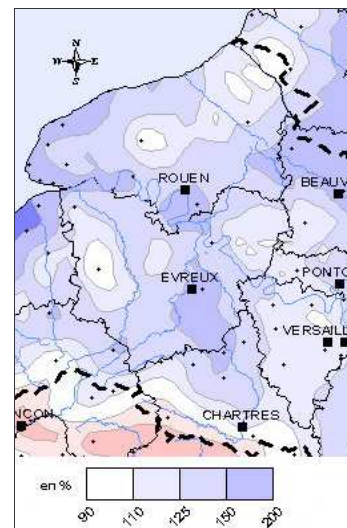 N
W E
S
ROUEN
BEAUV
EVREUX
PONTO
VERSAILL
NCON
CHARTRES
en %
90 110 125 150 200